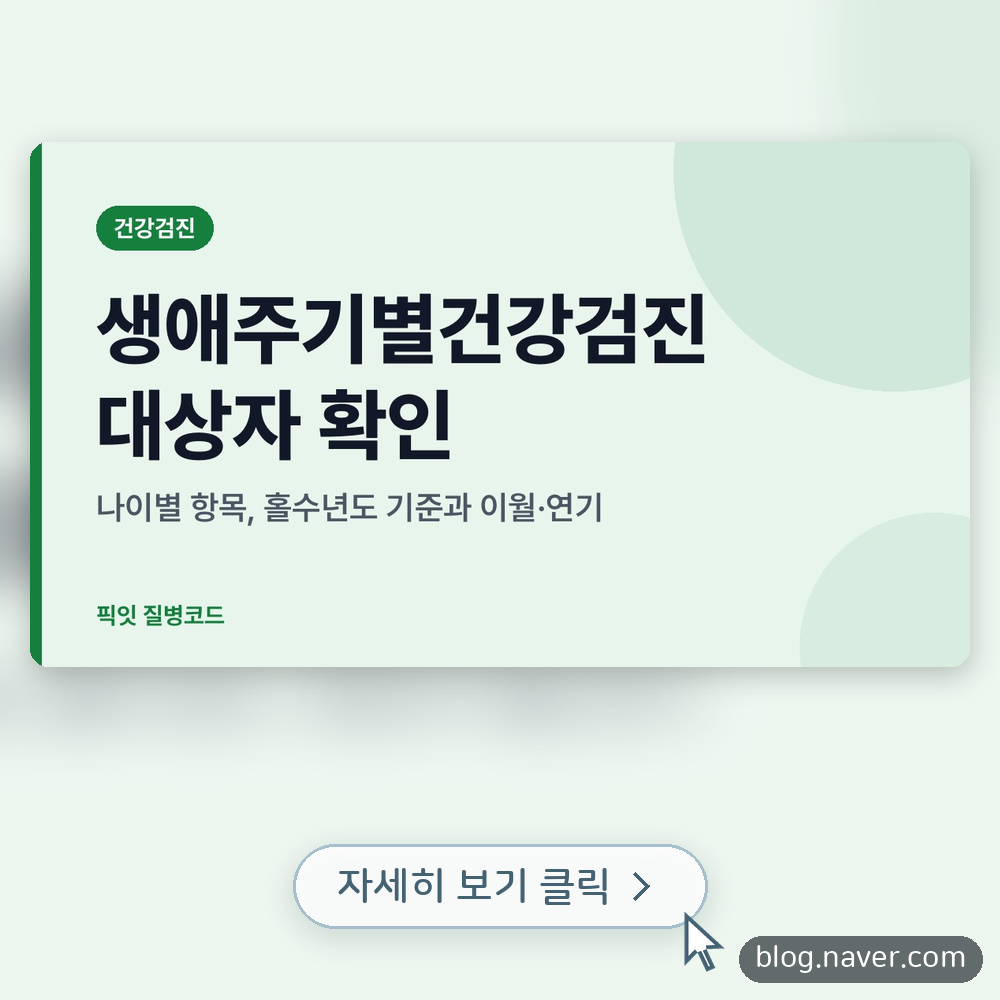 건강검진
생애주기별건강검진
대상자 확인
나이별 항목, 홀수년도 기준과 이월·연기
픽잇 질병코드
자세히 보기 클릭
blog.naver.com